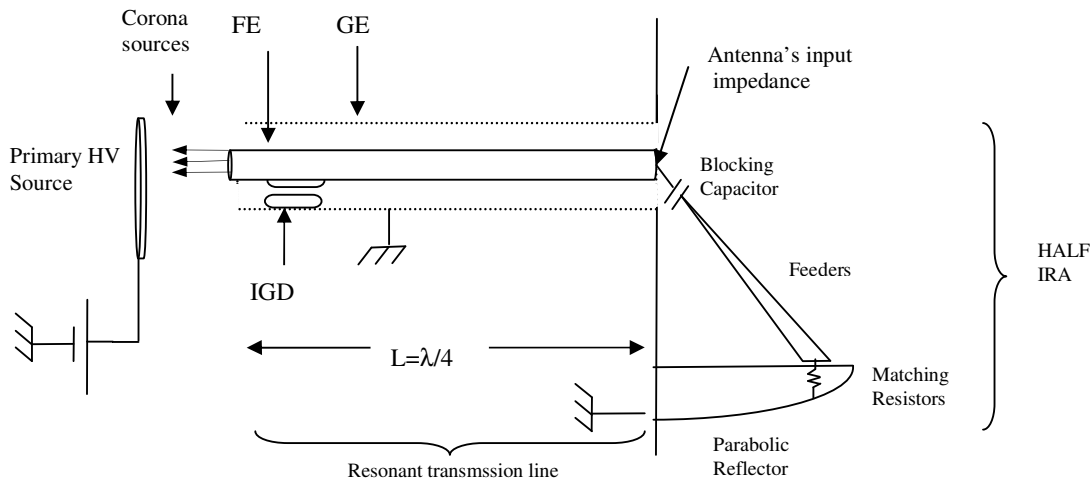 Corona
sources
FE
GE
Antenna's input
impedance
Primary HV
Source
Blocking
Capacitor
Feeders
HALF
IRA
IGD
L=λ/4
Matching
Resistors
Parabolic
Reflector
Resonant transmssion line